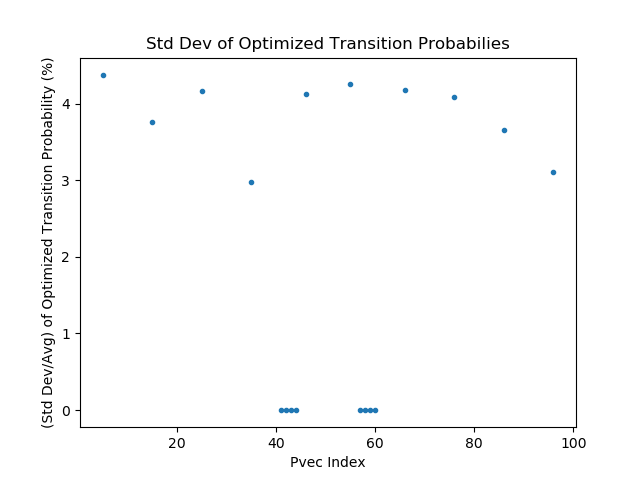 Std Dev of Optimized Transition Probabilies
(Std Dev/Avg) of Optimized Transition Probability (%)
4
3
2
1
0
20 40 60 80 100
Pvec Index